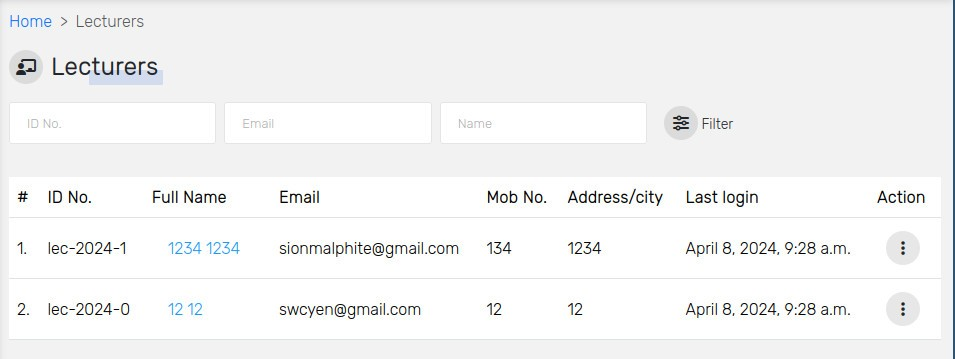 Home > Lecturers
Lecturers
ID No. Email Name Filter
# ID No. Full Name Email Mob No. Address/city Last login Action
1. lec-2024-1 1234 1234 sionmalphite@gmail.com 134 1234 April 8, 2024, 9:28 a.m.
2. lec-2024-0 12 12 swcyen@gmail.com 12 12 April 8, 2024, 9:28 a.m.